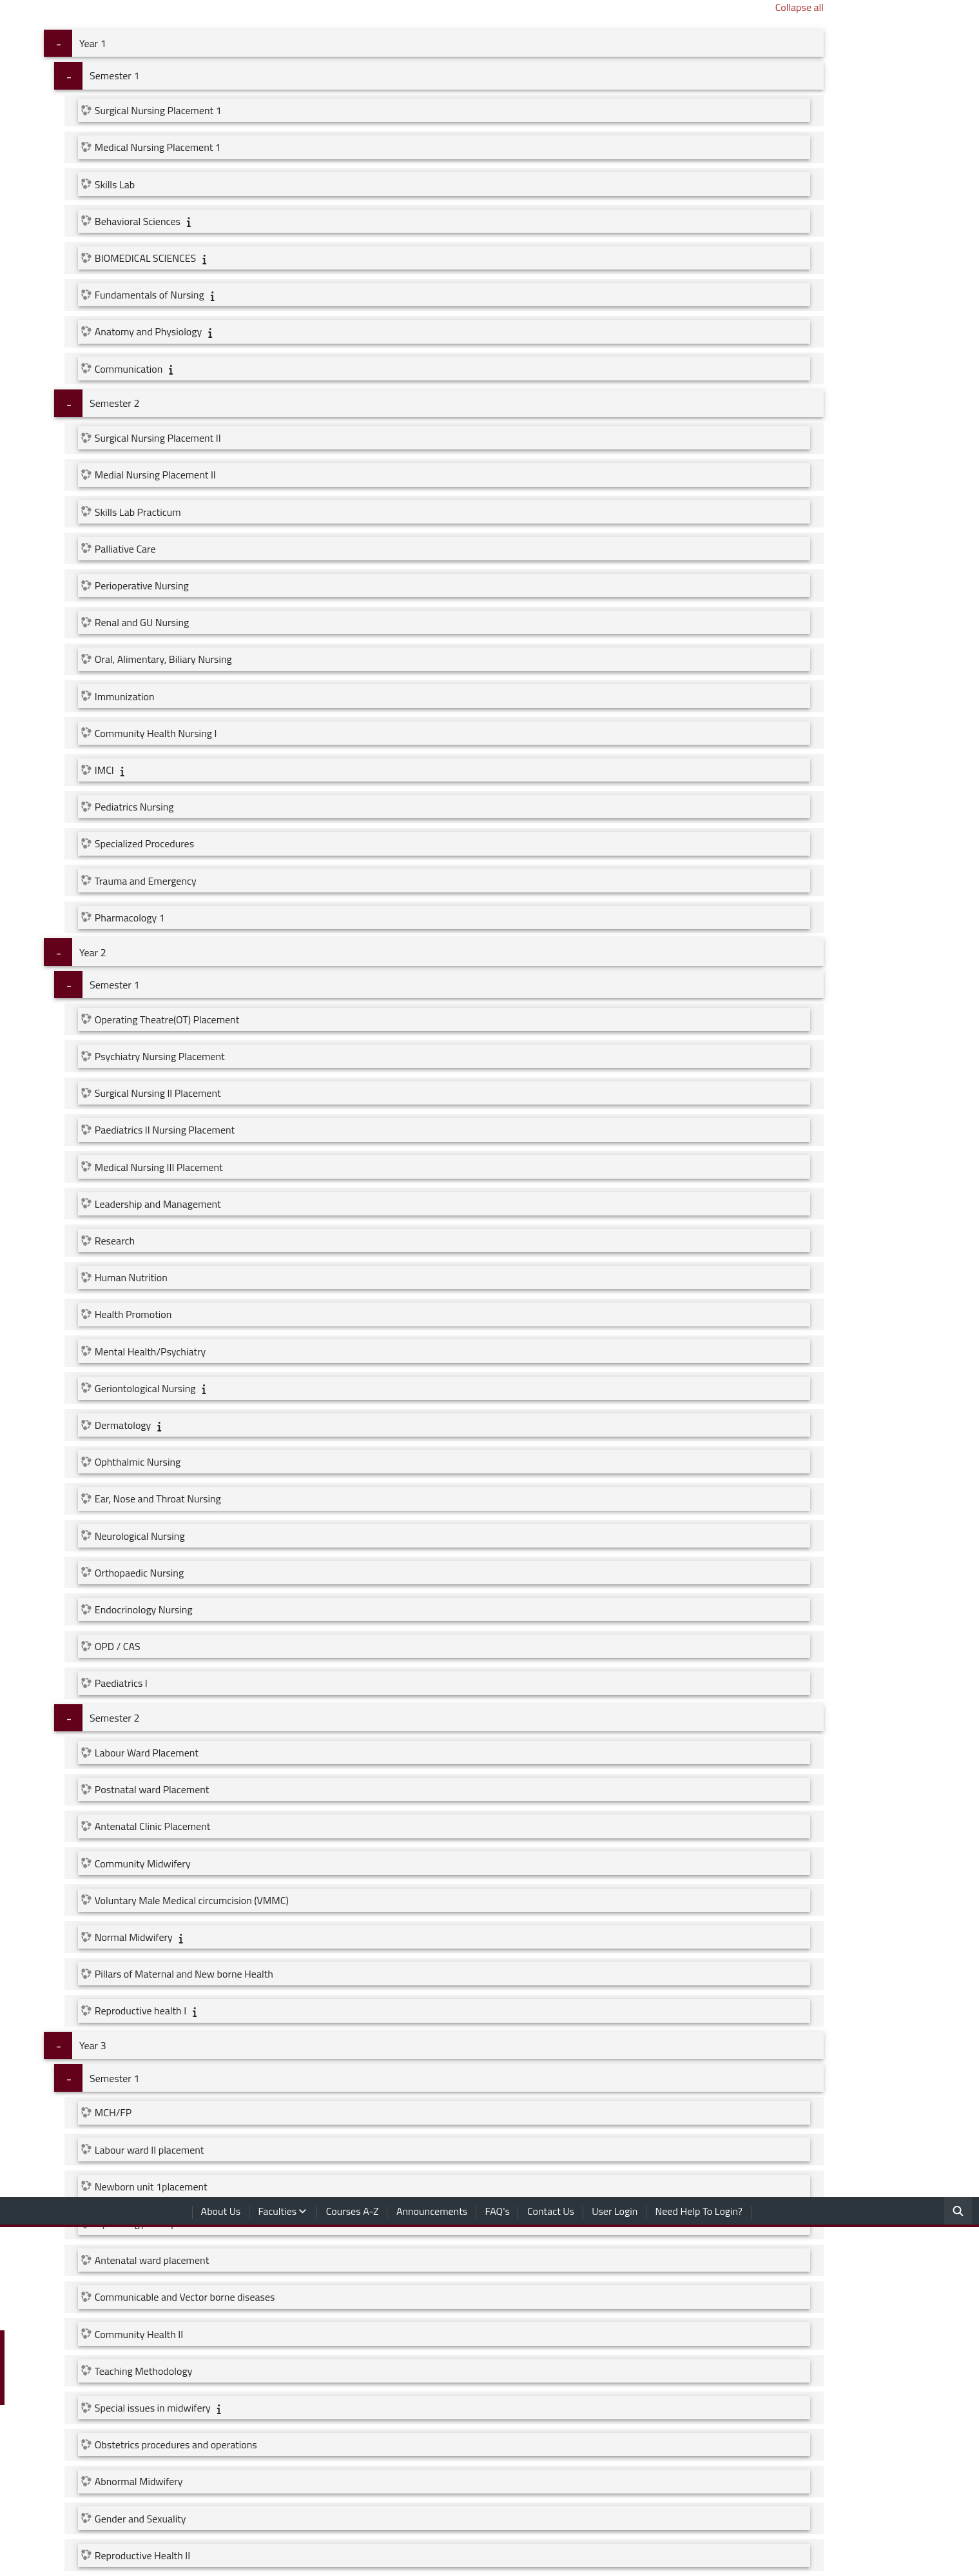 Collapse all
- Year 1
- Semester 1
Surgical Nursing Placement 1
Medical Nursing Placement 1
Skills Lab
Behavioral Sciences
BIOMEDICAL SCIENCES
Fundamentals of Nursing
Anatomy and Physiology
Communication
- Semester 2
Surgical Nursing Placement II
Medial Nursing Placement II
Skills Lab Practicum
Palliative Care
Perioperative Nursing
Renal and GU Nursing
Oral, Alimentary, Biliary Nursing
Immunization
Community Health Nursing I
IMCI
Pediatrics Nursing
Specialized Procedures
Trauma and Emergency
Pharmacology 1
- Year 2
- Semester 1
Operating Theatre(OT) Placement
Psychiatry Nursing Placement
Surgical Nursing II Placement
Paediatrics II Nursing Placement
Medical Nursing III Placement
Leadership and Management
Research
Human Nutrition
Health Promotion
Mental Health/Psychiatry
Geriontological Nursing
Dermatology
Ophthalmic Nursing
Ear, Nose and Throat Nursing
Neurological Nursing
Orthopaedic Nursing
Endocrinology Nursing
OPD / CAS
Paediatrics I
- Semester 2
Labour Ward Placement
Postnatal ward Placement
Antenatal Clinic Placement
Community Midwifery
Voluntary Male Medical circumcision (VMMC)
Normal Midwifery
Pillars of Maternal and New borne Health
Reproductive health I
- Year 3
- Semester 1
MCH/FP
Labour ward II placement
Newborn unit 1placement
About Us Faculties Courses A-Z Announcements FAQ's Contact Us User Login Need Help To Login?
Antenatal ward placement
Communicable and Vector borne diseases
Community Health II
Teaching Methodology
Special issues in midwifery
Obstetrics procedures and operations
Abnormal Midwifery
Gender and Sexuality
Reproductive Health II